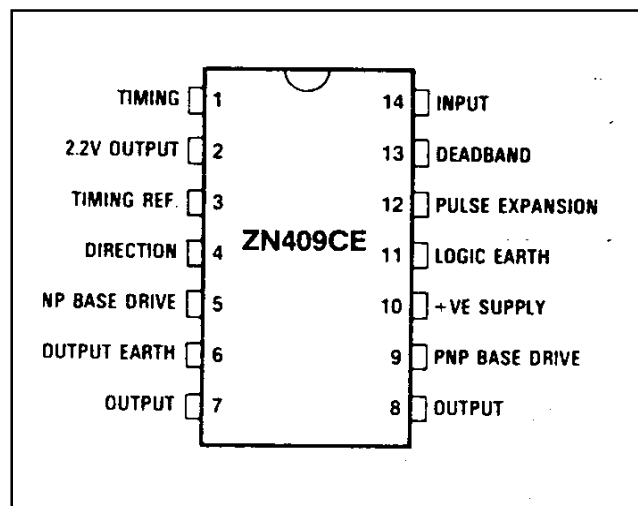 TIMING 1
2.2V OUTPUT 2
TIMING REF. 3
DIRECTION 4
NP BASE DRIVE 5
OUTPUT EARTH 6
OUTPUT 7
ZN409CE
14 INPUT
13 DEADBAND
12 PULSE EXPANSION
11 LOGIC EARTH
10 +VE SUPPLY
9 PNP BASE DRIVE
8 OUTPUT